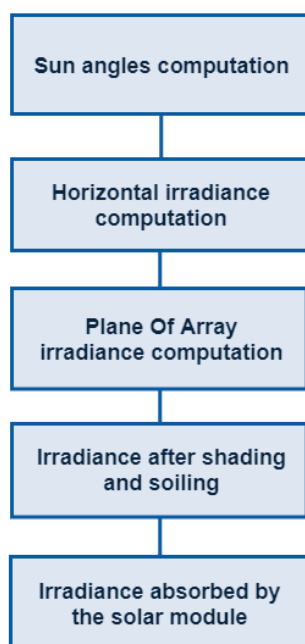 Sun angles computation
Horizontal irradiance
computation
Plane Of Array
irradiance computation
Irradiance after shading
and soiling
Irradiance absorbed by
the solar module